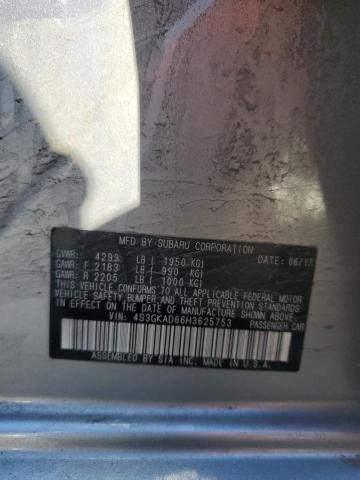 MFD BY SUBARU CORPORATION DATE: 06/17
GVWR: 4299 LB ( 1950 KG)
GAWR: F 2183 LB ( 990 KG)
GAWR: R 2205 LB ( 1000 KG)
THIS VEHICLE CONFORMS TO ALL APPLICABLE FEDERAL MOTOR
VEHICLE SAFETY, BUMPER, AND THEFT PREVENTION STANDARDS
IN EFFECT ON THE DATE OF MANUFACTURE SHOWN ABOVE.
VIN: 4S3GKAD66H3625753 PASSENGER CAR
ASSEMBLED BY SIA, INC. MADE IN U.S.A.